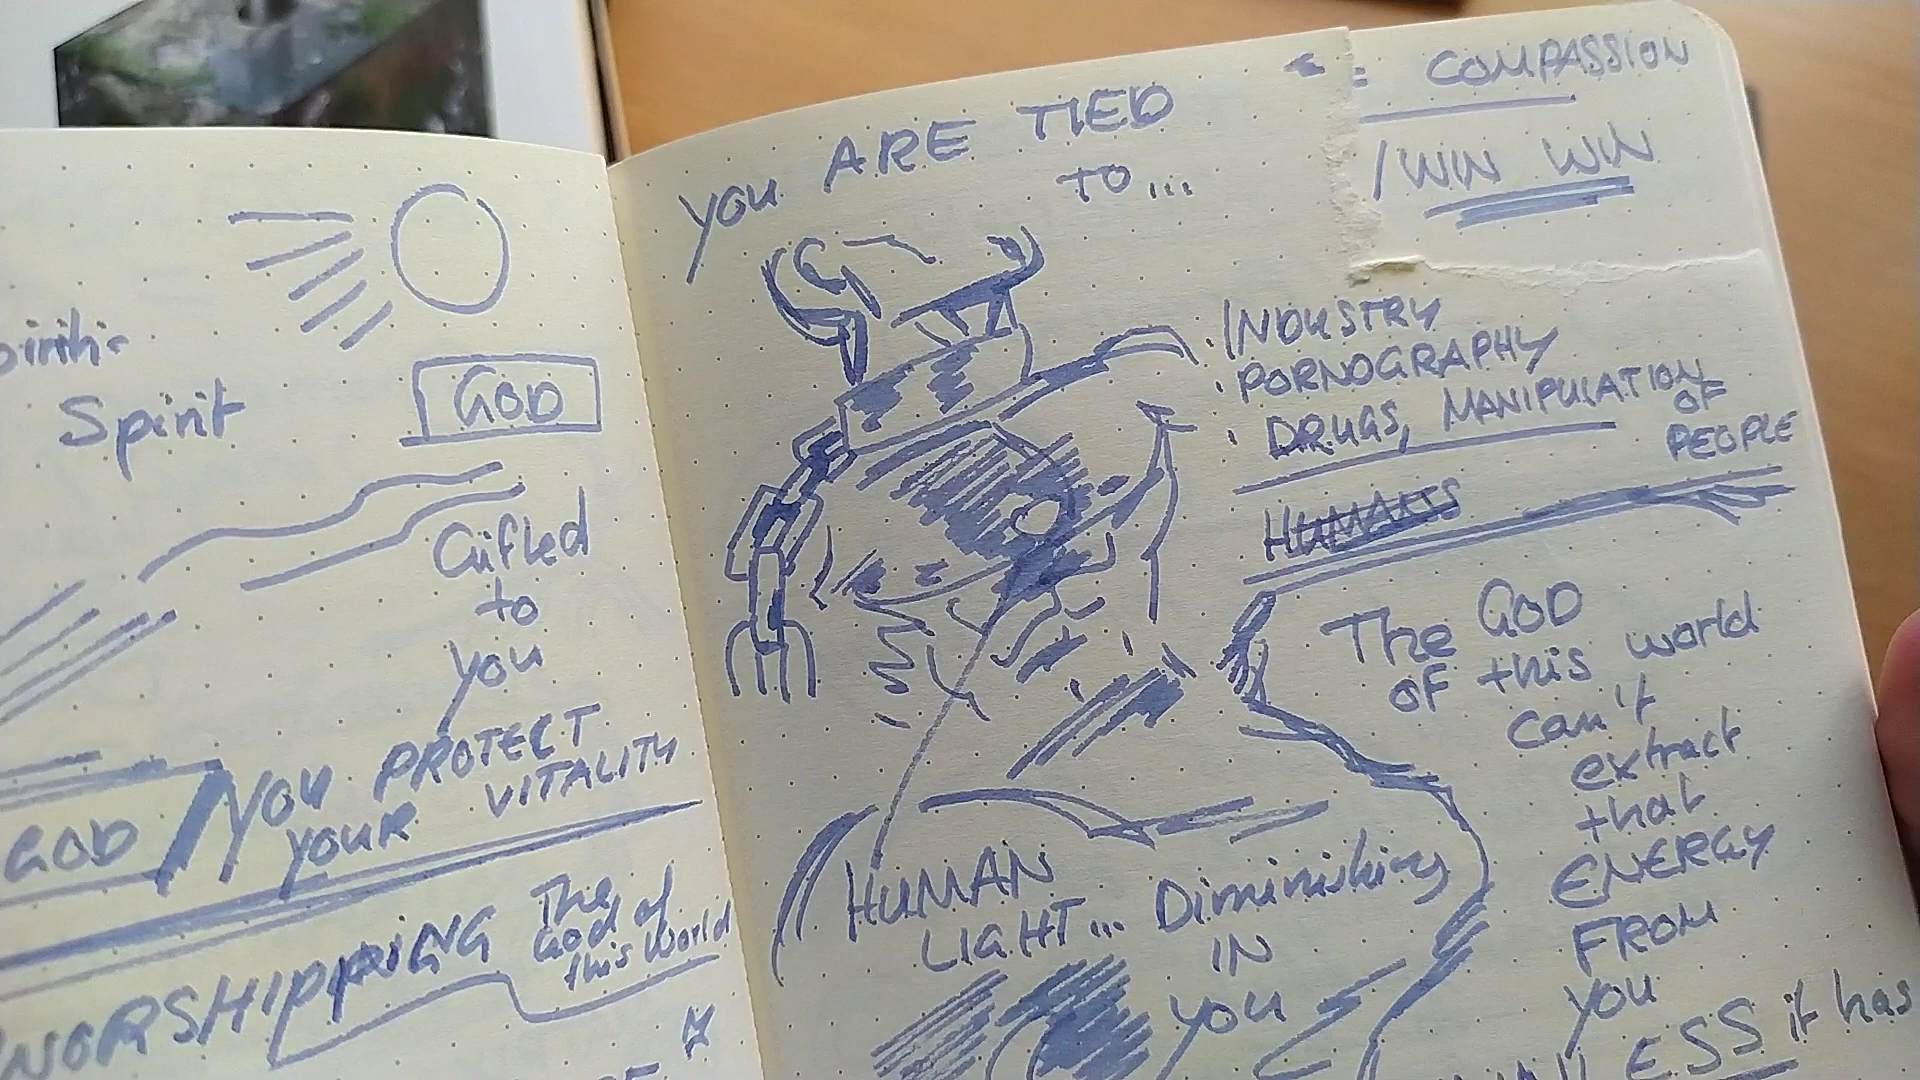 Spirit
GOD
Gifted
to
you
GOD
YOU PROTECT
YOUR VITALITY
WORSHIPPING
The
God of
this World
YOU ARE TIED
TO...
= COMPASSION
/WIN WIN
INDUSTRY
PORNOGRAPHY
DRUGS, MANIPULATION
OF
PEOPLE
HUMANS
The GOD
OF this world
can't
extract
that
ENERGY
FROM
YOU
it has
HUMAN
LIGHT... Diminishing
IN
YOU